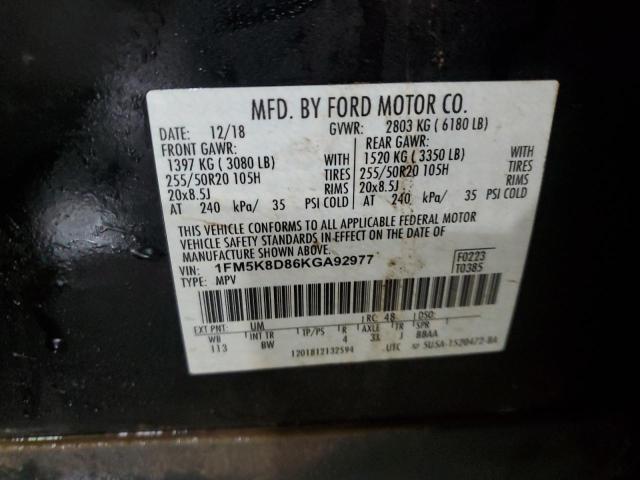 MFD. BY FORD MOTOR CO.
DATE: 12/18 GVWR: 2803 KG ( 6180 LB)
FRONT GAWR: REAR GAWR:
1397 KG ( 3080 LB) WITH 1520 KG ( 3350 LB) WITH
255/50R20 105H TIRES 255/50R20 105H TIRES
20x8.5J RIMS 20x8.5J RIMS
AT 240 kPa/ 35 PSI COLD AT 240 kPa/ 35 PSI COLD
THIS VEHICLE CONFORMS TO ALL APPLICABLE FEDERAL MOTOR
VEHICLE SAFETY STANDARDS IN EFFECT ON THE DATE OF
MANUFACTURE SHOWN ABOVE.
VIN: 1FM5K8D86KGA92977 F0223
TYPE: MPV T0385
EXT PNT: UM RC: 48 DSO:
WB INT TR TP/PS R AXLE TR SPR
113 BW 4 3X J BBAA
1201812132594 UTC 5U5A-1520472-BA